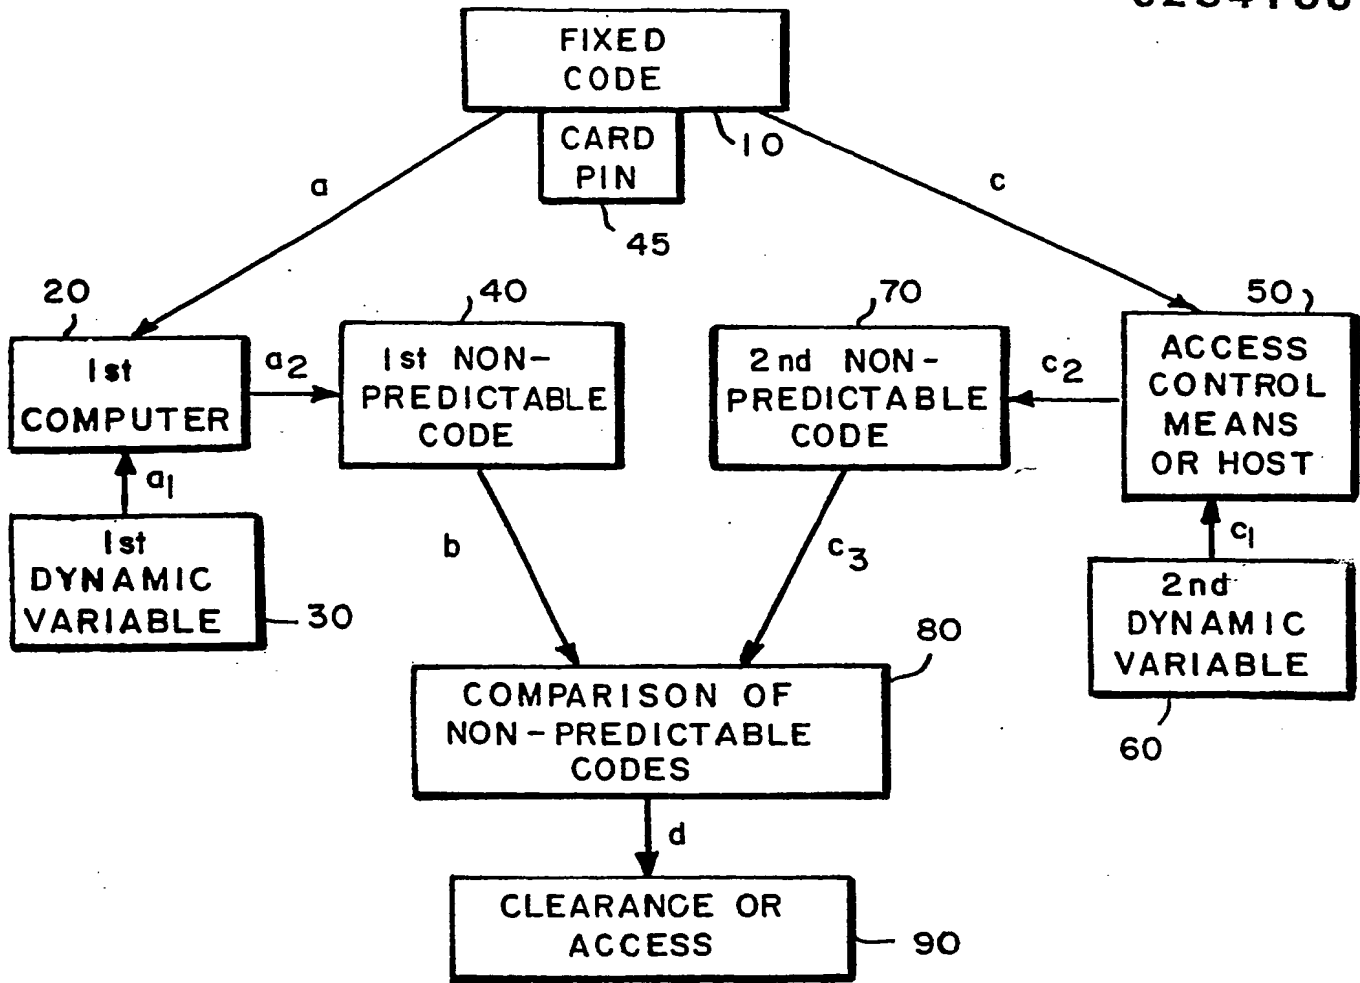 FIXED
CODE
CARD
PIN
10
45
a
c
20
40
70
50
1st
COMPUTER
a2
1st NON-
PREDICTABLE
CODE
2nd NON-
PREDICTABLE
CODE
c2
ACCESS
CONTROL
MEANS
OR HOST
a1
1st
DYNAMIC
VARIABLE
30
b
c3
c1
2nd
DYNAMIC
VARIABLE
60
80
COMPARISON OF
NON-PREDICTABLE
CODES
d
CLEARANCE OR
ACCESS
90